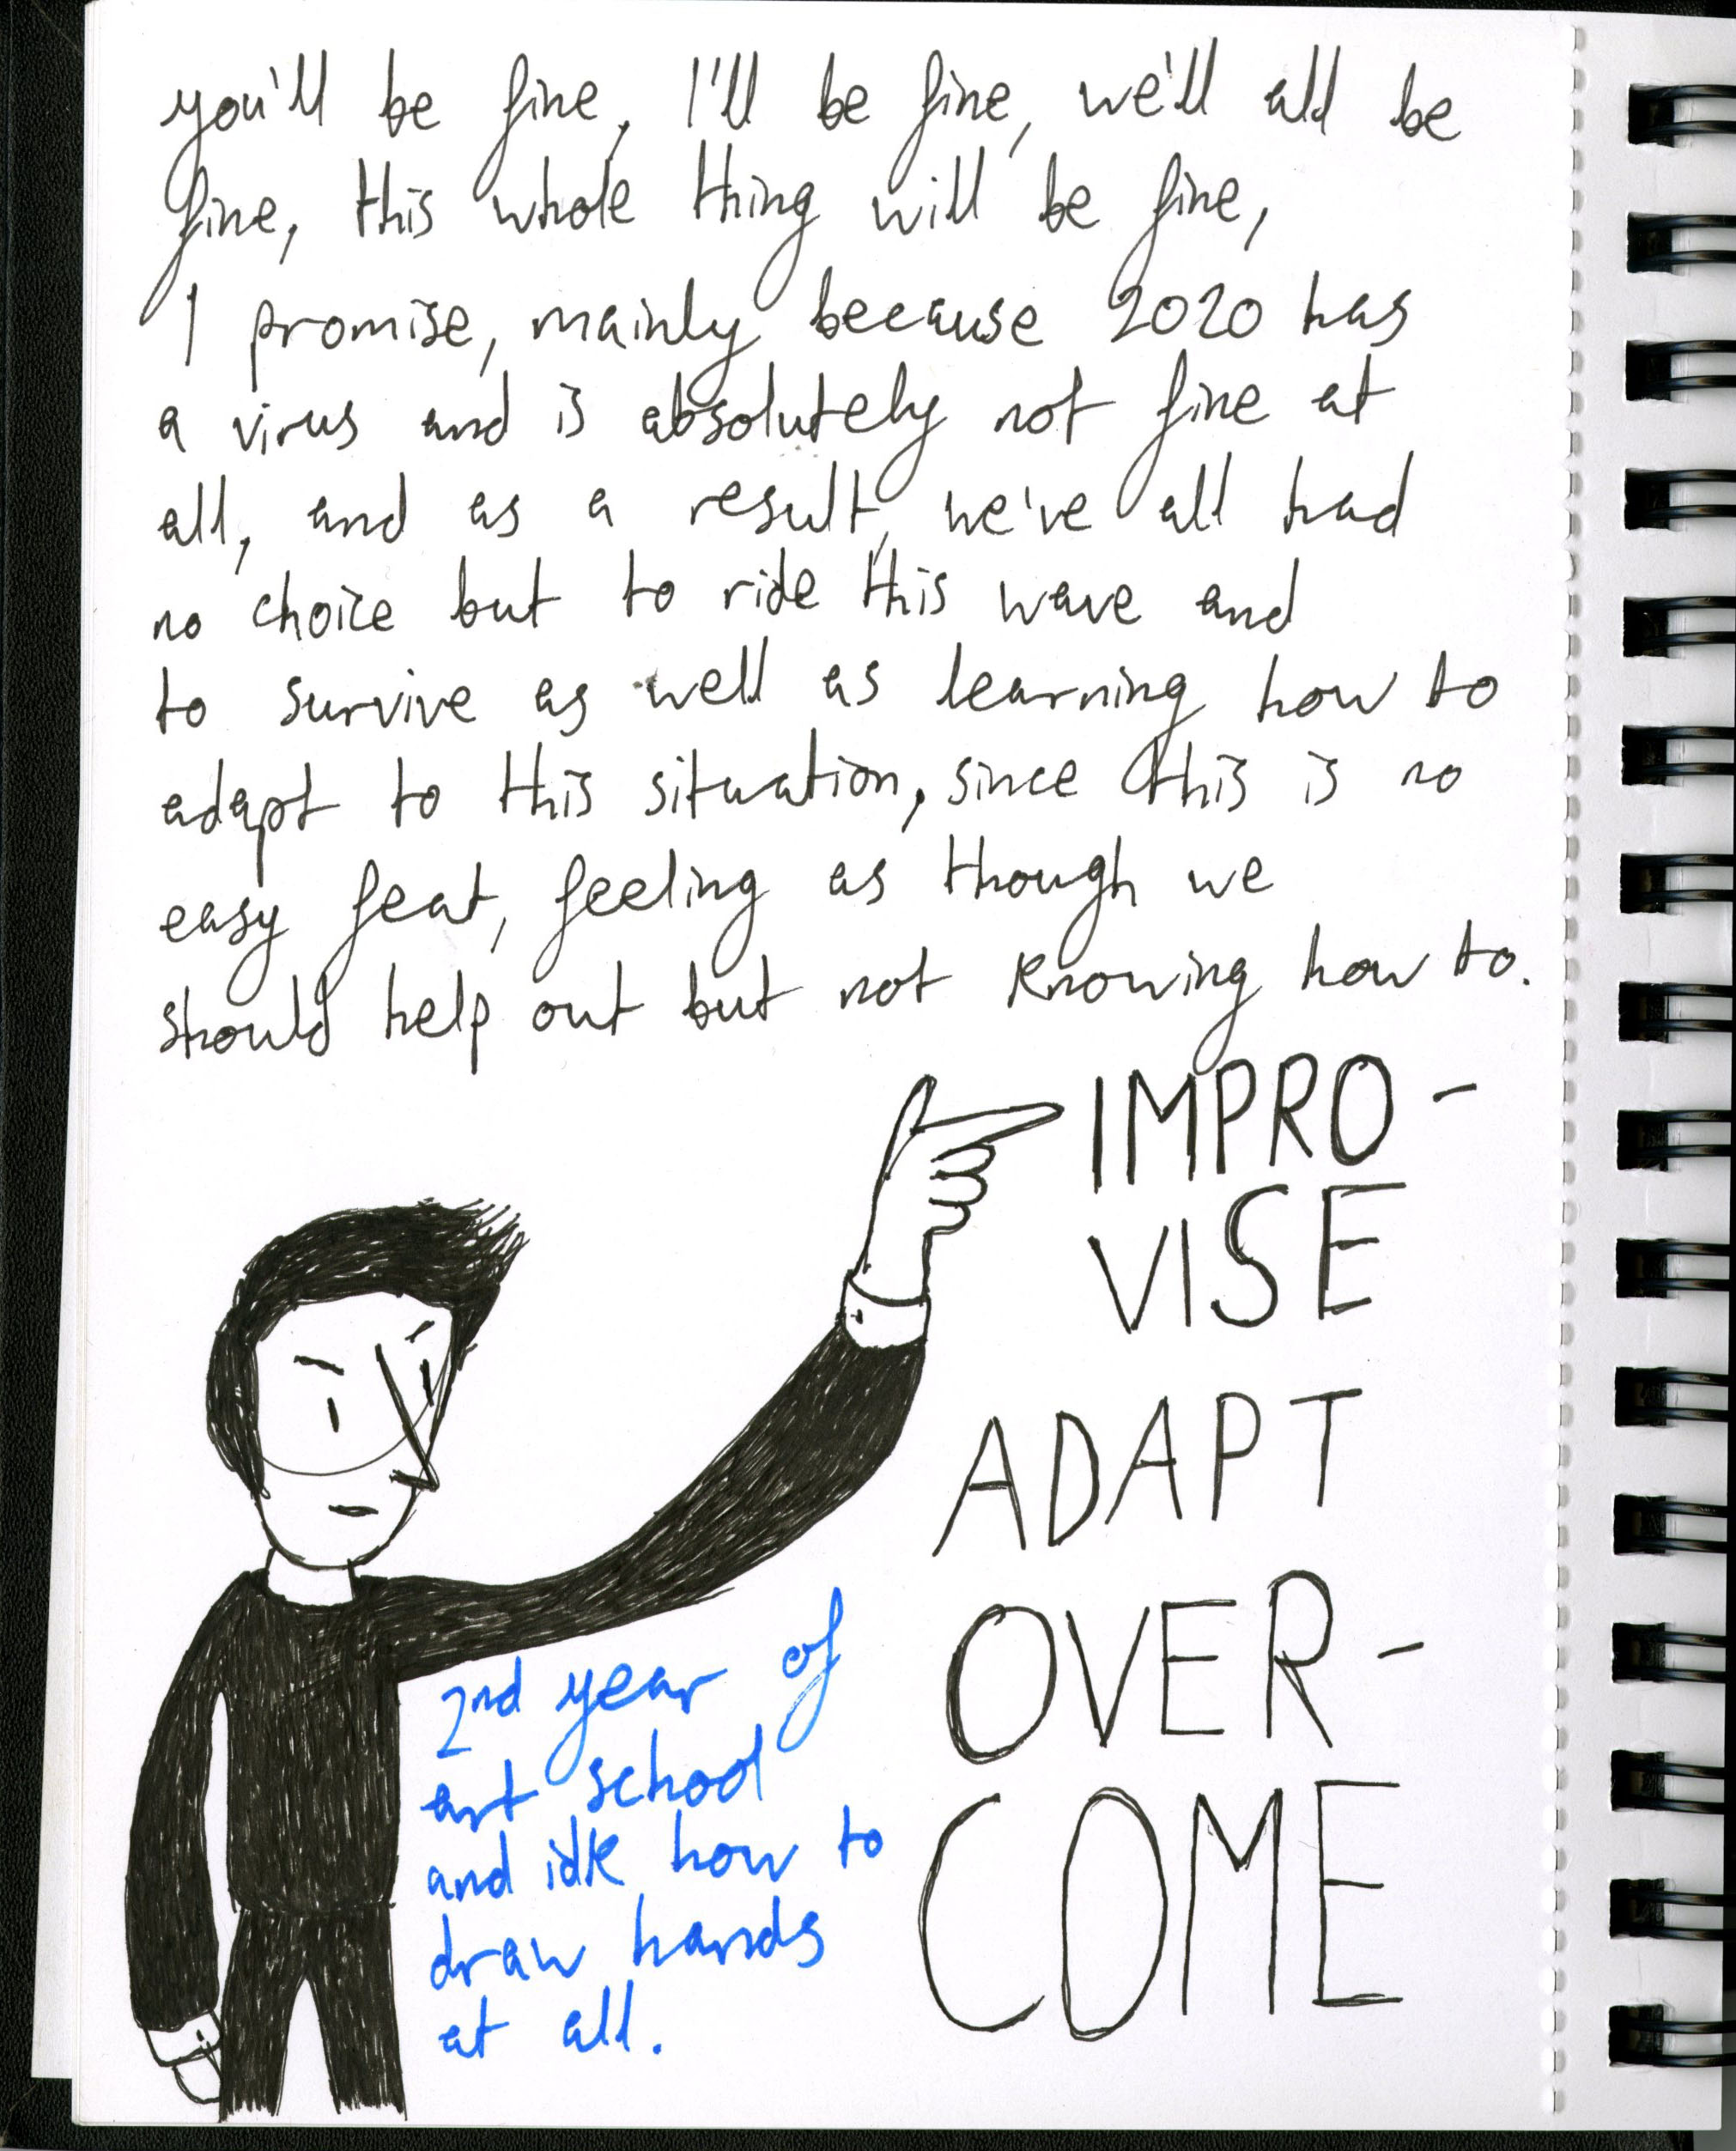 you'll be fine, I'll be fine, we'll all be
fine, this whole thing will be fine,
I promise, mainly because 2020 has
a virus and is absolutely not fine at
all, and as a result, we've all had
no choice but to ride this wave and
to survive as well as learning how to
adapt to this situation, since this is no
easy feat, feeling as though we
should help out but not knowing how to.
IMPRO-
VISE
ADAPT
OVER-
COME
2nd year of
art school
and idk how to
draw hands
at all.